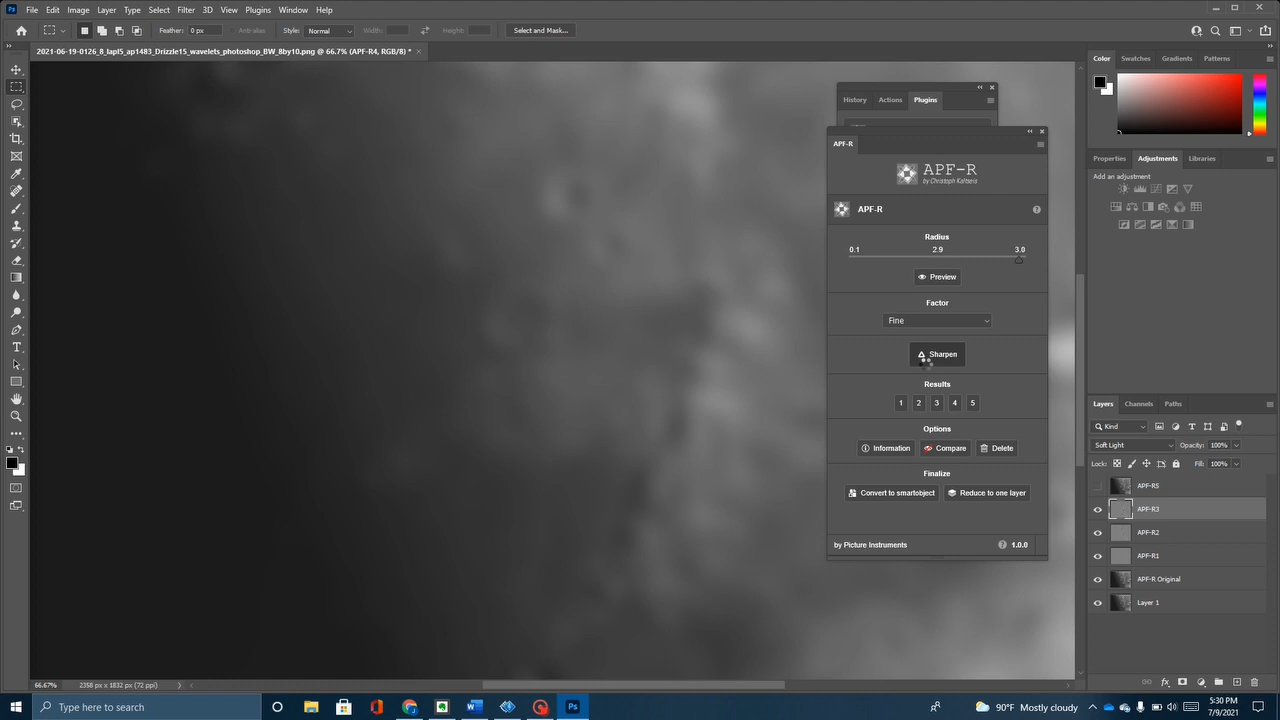 Ps File Edit Image Layer Type Select Filter 3D View Plugins Window Help
Feather: 0 px Anti-alias Style: Normal Width: Height: Select and Mask...
2021-06-19-0126_8_lapl5_ap1483_Drizzle15_wavelets_photoshop_BW_8by10.png @ 66.7% (APF-R4, RGB/8) * ×
History Actions Plugins
APF-R
APF-R
by Christoph Kaltseis
APF-R
Radius
0.1 2.9 3.0
Preview
Factor
Fine
Sharpen
Results
1 2 3 4 5
Options
Information Compare Delete
Finalize
Convert to smartobject Reduce to one layer
by Picture Instruments 1.0.0
Color Swatches Gradients Patterns
Properties Adjustments Libraries
Add an adjustment
Layers Channels Paths
Kind
Soft Light Opacity: 100%
Lock: Fill: 100%
APF-R5
APF-R3
APF-R2
APF-R1
APF-R Original
Layer 1
66.67% 2358 px x 1832 px (72 ppi)
Type here to search
90°F Mostly cloudy
5:30 PM
7/9/2021